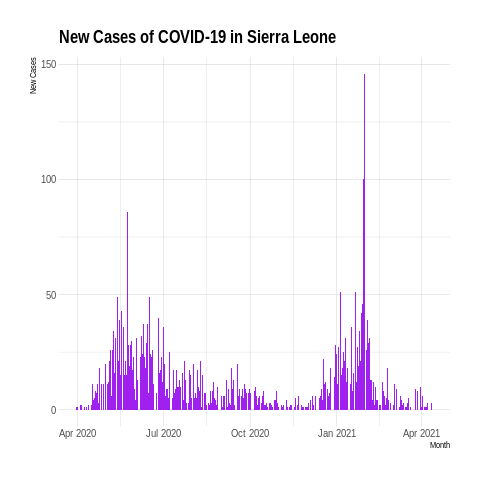 New Cases of COVID-19 in Sierra Leone
New Cases
150
100
50
0
Apr 2020 Jul 2020 Oct 2020 Jan 2021 Apr 2021
Month